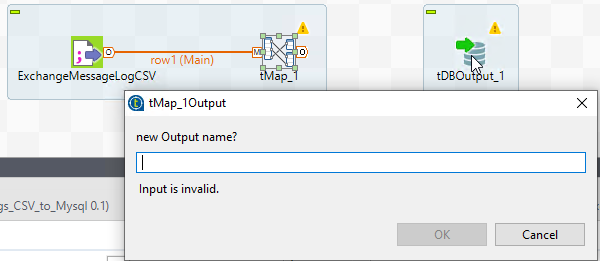 row1 (Main)
ExchangeMessageLogCSV
tMap_1
tDBOutput_1
tMap_1Output
new Output name?
Input is invalid.
gs_CSV_to_Mysql 0.1)
OK
Cancel